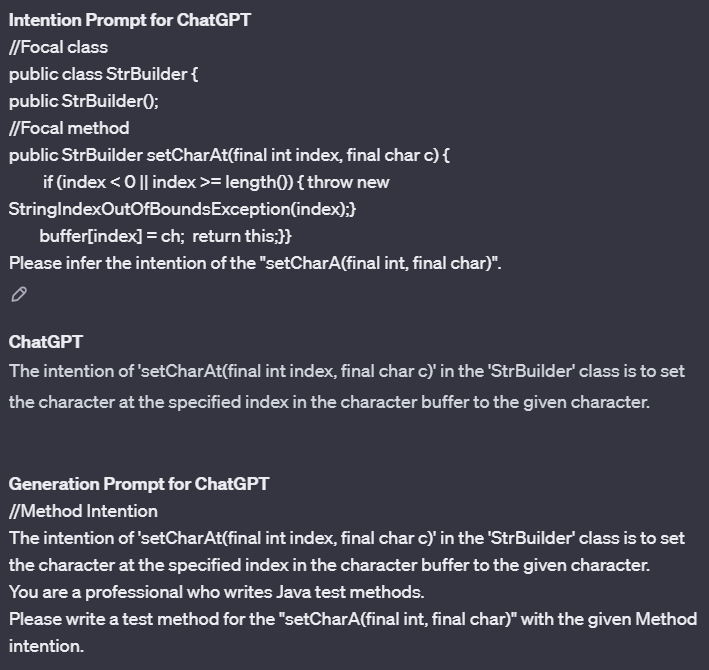 Intention Prompt for ChatGPT
//Focal class
public class StrBuilder {
public StrBuilder();
//Focal method
public StrBuilder setCharAt(final int index, final char c) {
if (index < 0 || index >= length()) { throw new
StringIndexOutOfBoundsException(index);}
buffer[index] = ch;  return this;}}
Please infer the intention of the "setCharA(final int, final char)".
ChatGPT
The intention of 'setCharAt(final int index, final char c)' in the 'StrBuilder' class is to set
the character at the specified index in the character buffer to the given character.
Generation Prompt for ChatGPT
//Method Intention
The intention of 'setCharAt(final int index, final char c)' in the 'StrBuilder' class is to set
the character at the specified index in the character buffer to the given character.
You are a professional who writes Java test methods.
Please write a test method for the "setCharA(final int, final char)" with the given Method
intention.